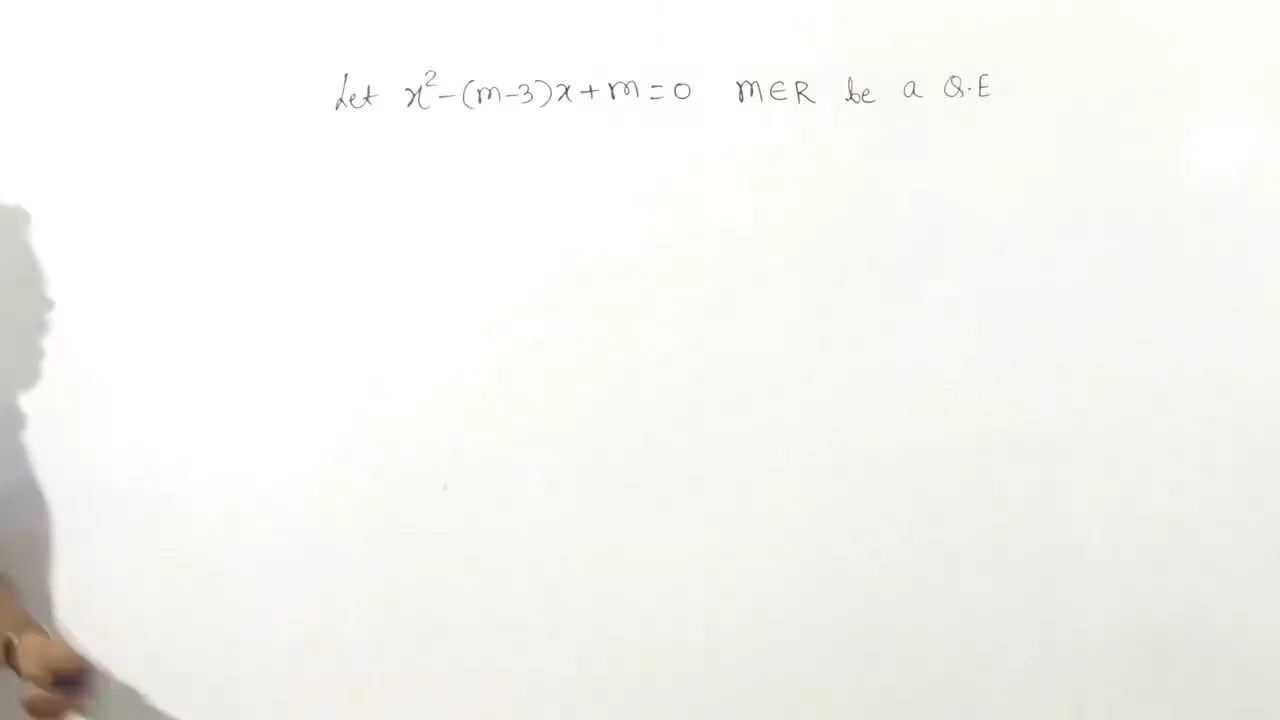 Let x²-(m-3)x+m=0 m∈R be a Q.E